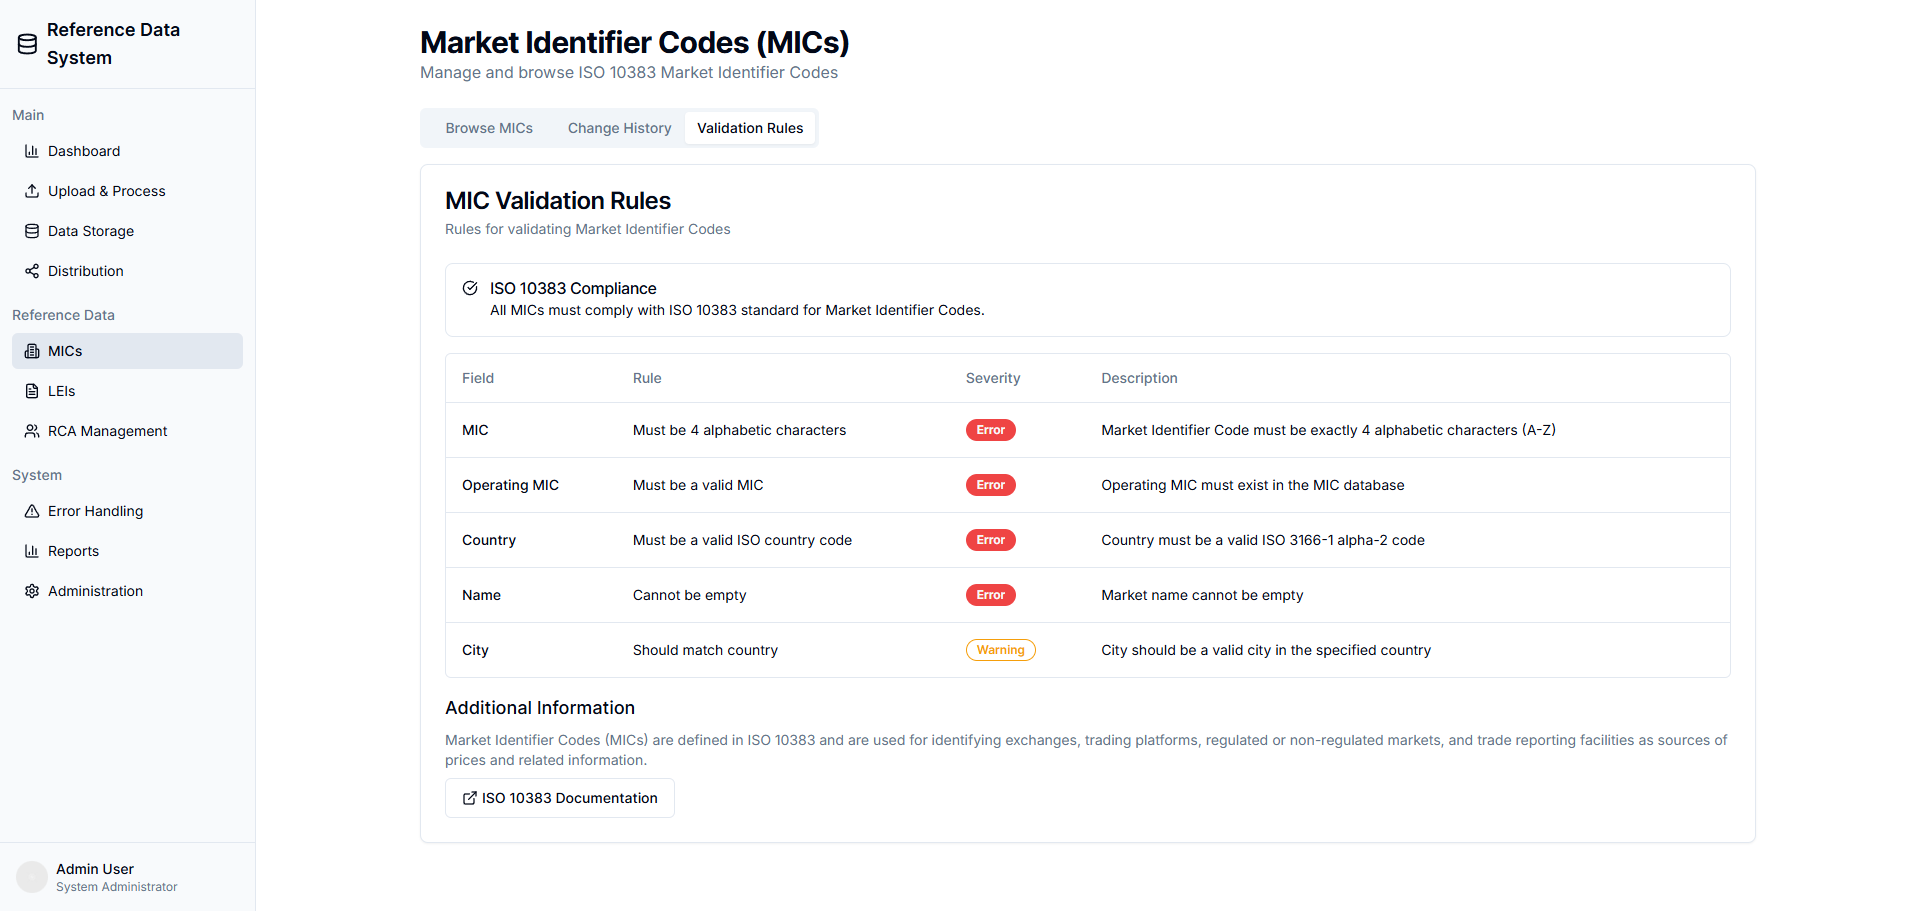 Reference Data
System
Main
Dashboard
Upload & Process
Data Storage
Distribution
Reference Data
MICs
LEIs
RCA Management
System
Error Handling
Reports
Administration
Admin User
System Administrator
Market Identifier Codes (MICs)
Manage and browse ISO 10383 Market Identifier Codes
Browse MICs Change History Validation Rules
MIC Validation Rules
Rules for validating Market Identifier Codes
ISO 10383 Compliance
All MICs must comply with ISO 10383 standard for Market Identifier Codes.
Field Rule Severity Description
MIC Must be 4 alphabetic characters Error Market Identifier Code must be exactly 4 alphabetic characters (A-Z)
Operating MIC Must be a valid MIC Error Operating MIC must exist in the MIC database
Country Must be a valid ISO country code Error Country must be a valid ISO 3166-1 alpha-2 code
Name Cannot be empty Error Market name cannot be empty
City Should match country Warning City should be a valid city in the specified country
Additional Information
Market Identifier Codes (MICs) are defined in ISO 10383 and are used for identifying exchanges, trading platforms, regulated or non-regulated markets, and trade reporting facilities as sources of
prices and related information.
ISO 10383 Documentation